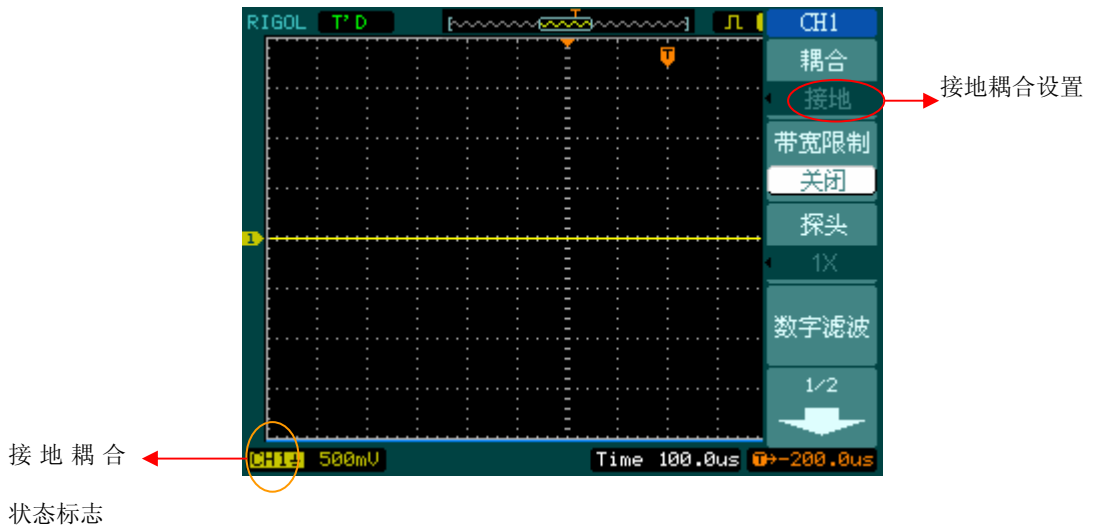 RIGOL T'D T CH1
耦合
T
接地
接地耦合设置
带宽限制
关闭
探头
1
1X
数字滤波
1/2
接地耦合
CH1 500mV Time 100.0us T→-200.0us
状态标志